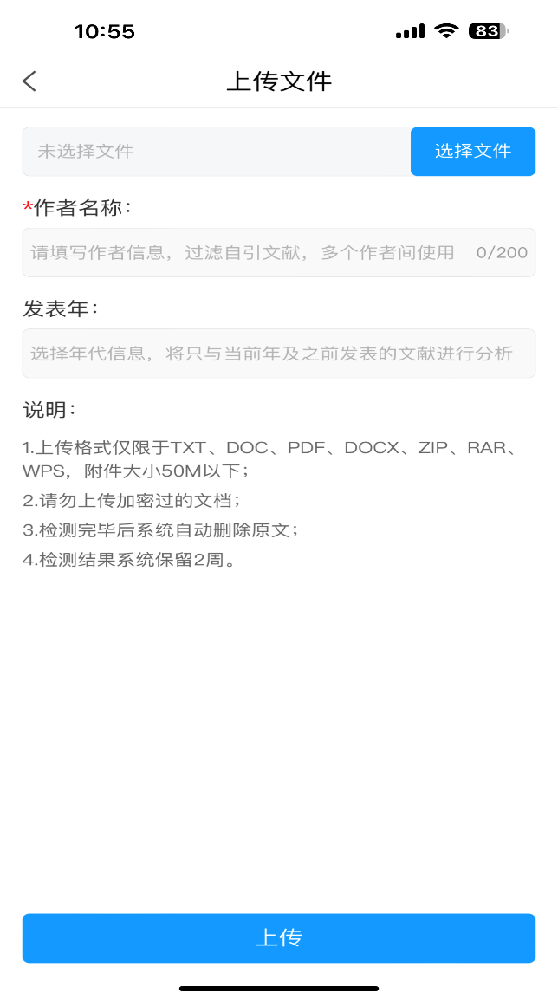 10:55
83
上传文件
未选择文件
选择文件
*作者名称：
请填写作者信息，过滤自引文献，多个作者间使用
0/200
发表年：
选择年代信息，将只与当前年及之前发表的文献进行分析
说明：
1.上传格式仅限于TXT、DOC、PDF、DOCX、ZIP、RAR、
WPS，附件大小50M以下；
2.请勿上传加密过的文档；
3.检测完毕后系统自动删除原文；
4.检测结果系统保留2周。
上传